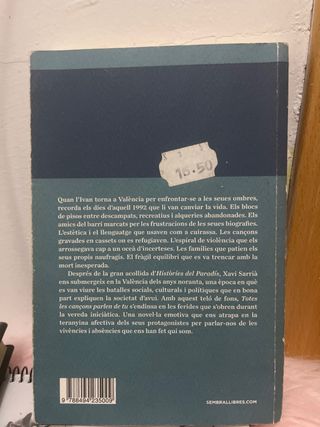 16.50
Quan l'Ivan torna a València per enfrontar-se a les seues ombres,
recorda els dies d'aquell 1992 que li van canviar la vida. Els blocs
de pisos entre descampats, recreatius i alqueries abandonades. Els
amics del barri marcats per les frustracions de les seues biografies.
L'estètica i el llenguatge que usaven com a cuirassa. Les cançons
gravades en cassets on es refugiaven. L'espiral de violència que els
arrossegava cap a un oceà d'incerteses. Les famílies que patien els
seus propis naufragis. El fràgil equilibri que es va trencar amb la
mort inesperada.
Després de la gran acollida d'Històries del Paradís, Xavi Sarrià
ens submergeix en la València dels anys noranta, una època en què
es van viure les batalles socials, culturals i polítiques que en bona
part expliquen la societat d'avui. Amb aquest teló de fons, Totes
les cançons parlen de tu s'endinsa en les ferides que s'obren durant
la vereda iniciàtica. Una novel·la emotiva que ens atrapa en la
teranyina afectiva dels seus protagonistes per parlar-nos de les
vivències i absències que ens han fet qui som.
9 788494 235009
SEMBRALLIBRES.COM